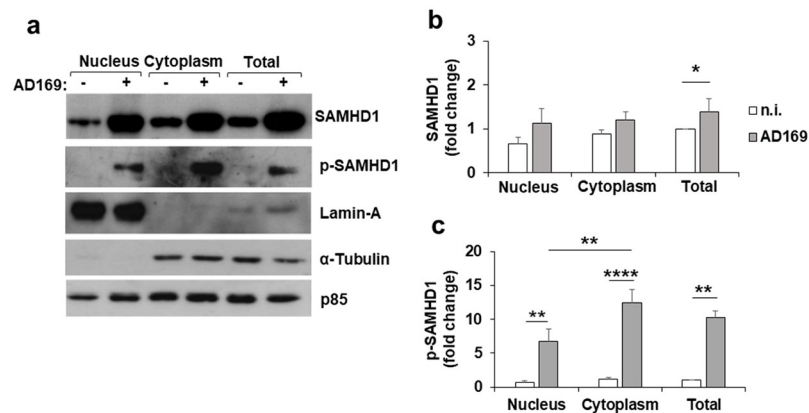 a
Nucleus Cytoplasm Total
AD169: - + - + - +
SAMHD1
p-SAMHD1
Lamin-A
α-Tubulin
p85
b
SAMHD1
(fold change)
3
2
1
0
*
n.i.
AD169
Nucleus Cytoplasm Total
c
p-SAMHD1
(fold change)
20
15
10
5
0
**
**
****
**
Nucleus Cytoplasm Total